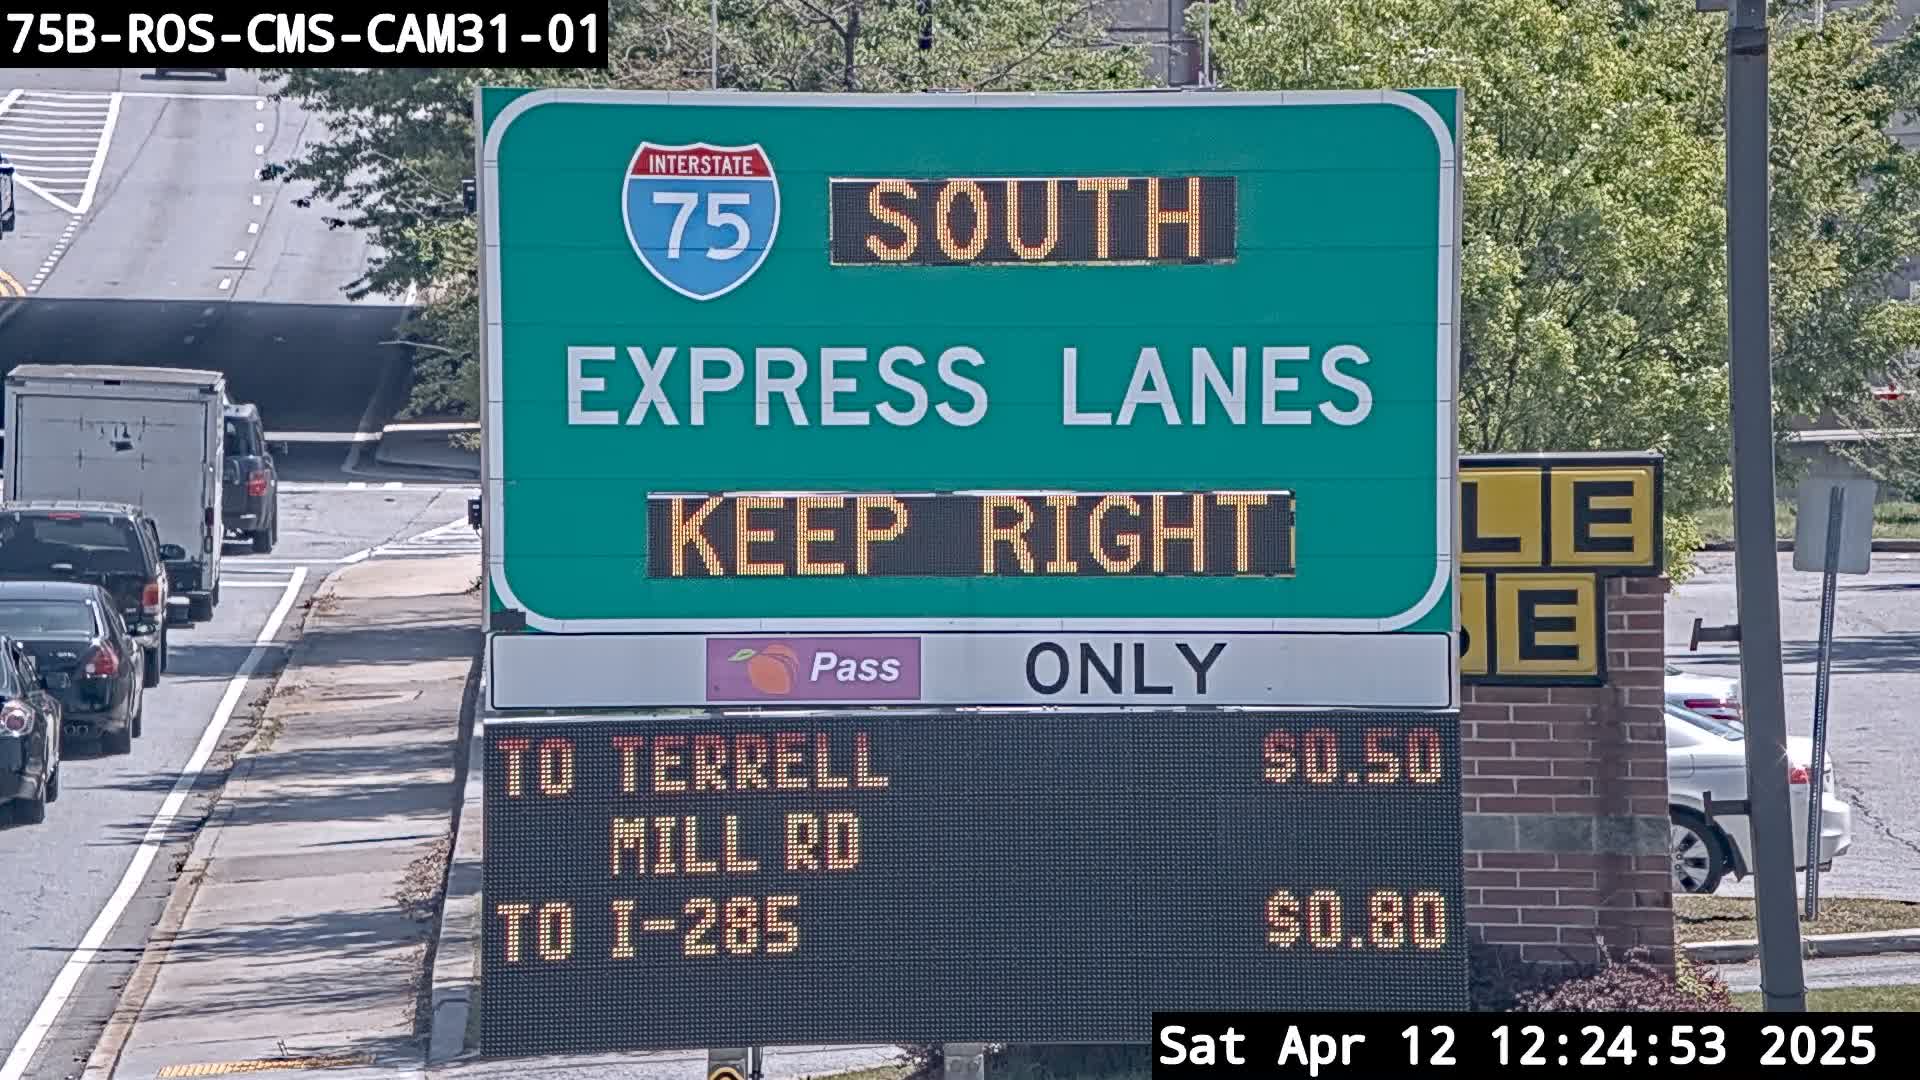 75B-ROS-CMS-CAM31-01
INTERSTATE
75
SOUTH
EXPRESS LANES
KEEP RIGHT
Pass ONLY
TO TERRELL $0.50
MILL RD
TO I-285 $0.80
LE
E
Sat Apr 12 12:24:53 2025